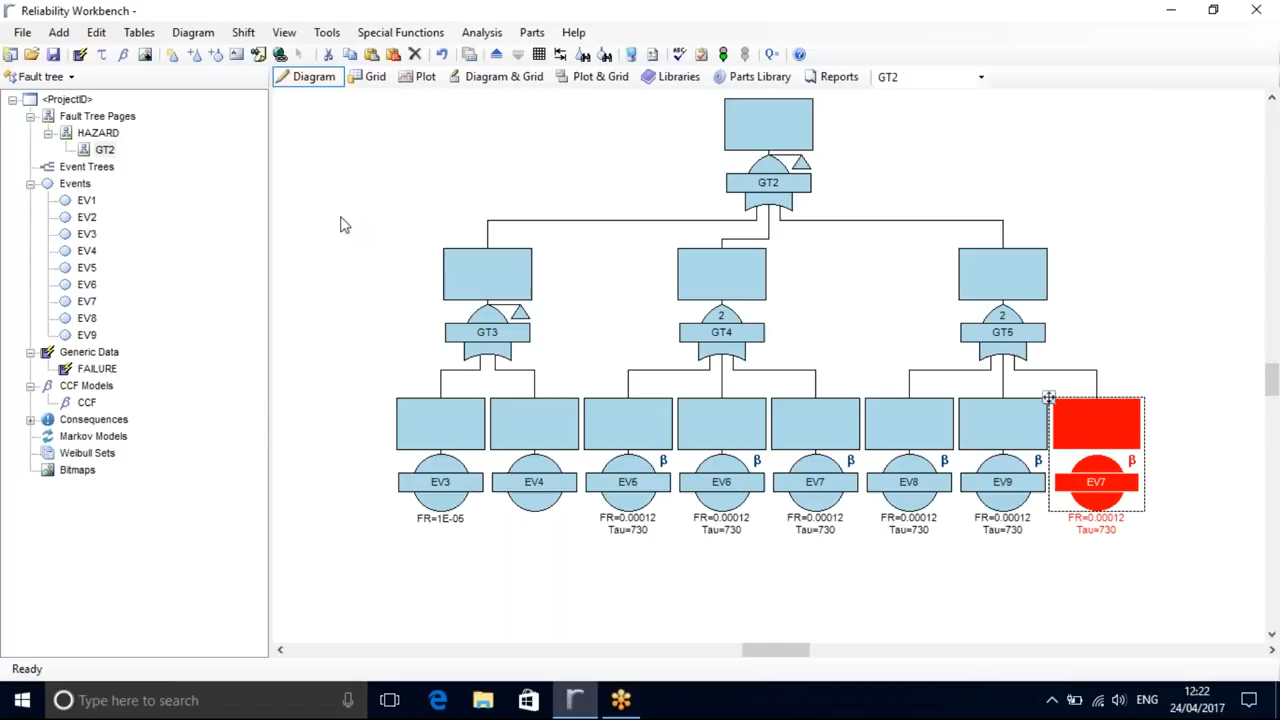 Reliability Workbench -
File Add Edit Tables Diagram Shift View Tools Special Functions Analysis Parts Help
Fault tree Diagram Grid Plot Diagram & Grid Plot & Grid Libraries Parts Library Reports GT2
<ProjectID>
Fault Tree Pages
HAZARD
GT2
Event Trees
Events
EV1
EV2
EV3
EV4
EV5
EV6
EV7
EV8
EV9
Generic Data
FAILURE
CCF Models
β CCF
Consequences
Markov Models
Weibull Sets
Bitmaps
GT2
2 2
GT3 GT4 GT5
β β β β β β
EV3 EV4 EV5 EV6 EV7 EV8 EV9 EV7
FR=1E-05 FR=0.00012 FR=0.00012 FR=0.00012 FR=0.00012 FR=0.00012 FR=0.00012
Tau=730 Tau=730 Tau=730 Tau=730 Tau=730 Tau=730
Ready
Type here to search
ENG
12:22
24/04/2017